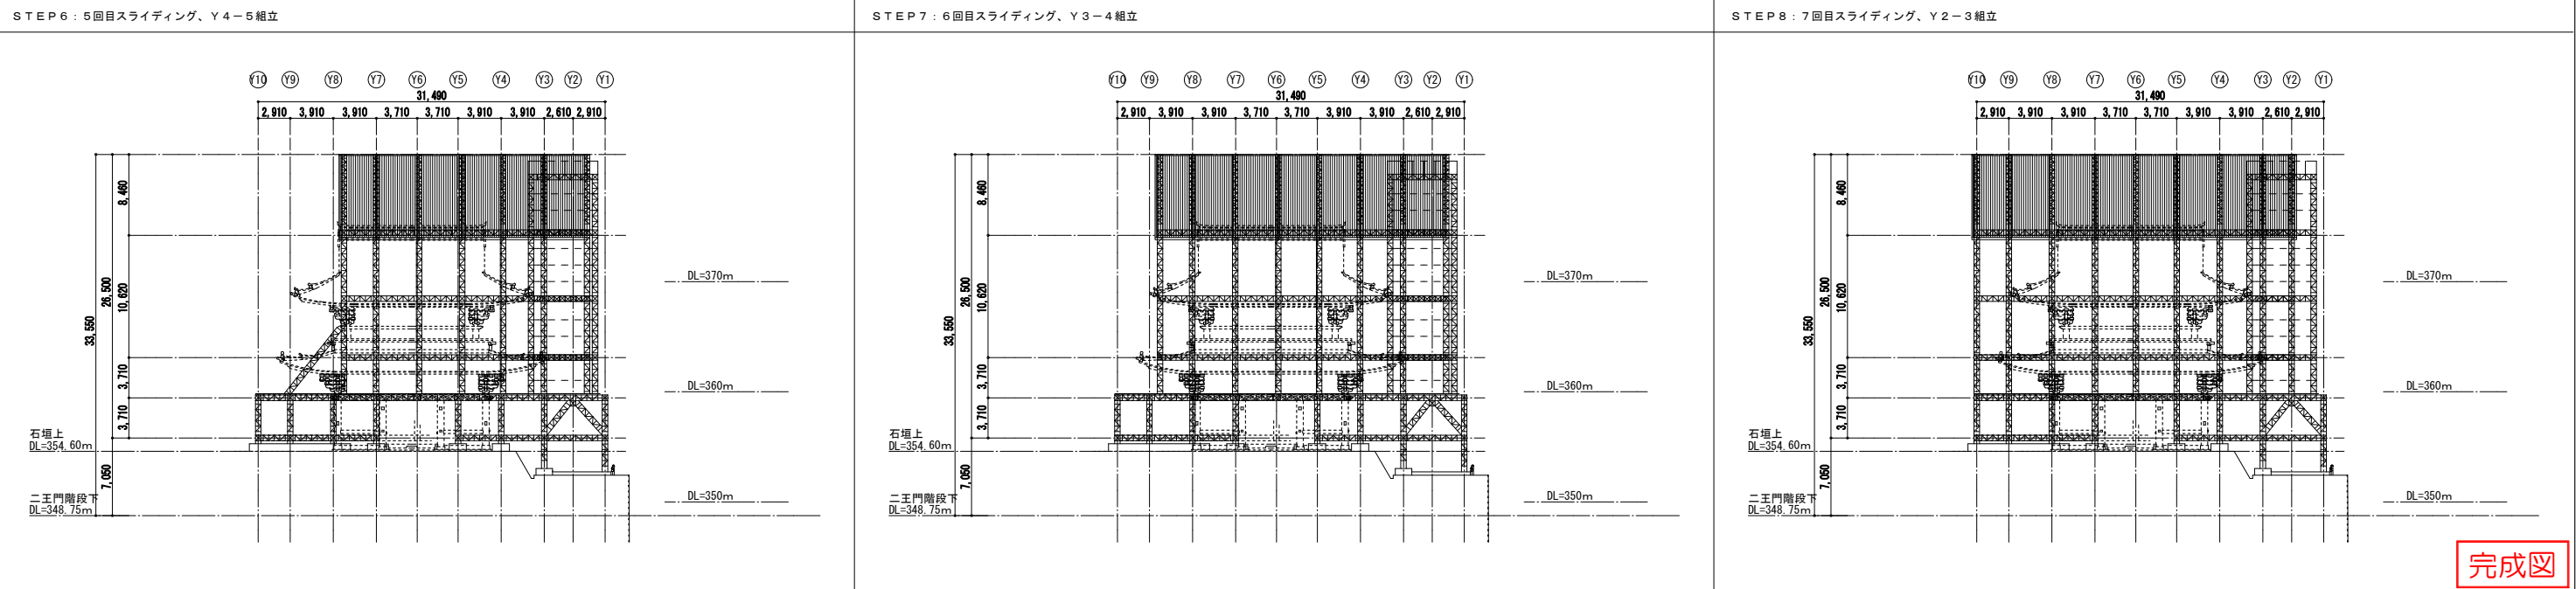 STEP6：5回目スライディング、Y4－5組立
Y10 Y9 Y8 Y7 Y6 Y5 Y4 Y3 Y2 Y1
31,490
2,910 3,910 3,910 3,710 3,710 3,910 3,910 2,610 2,910
8,460
10,620
26,500
33,550
3,710
3,710
7,050
DL=370m
DL=360m
DL=350m
石垣上
DL=354.60m
二王門階段下
DL=348.75m
STEP7：6回目スライディング、Y3－4組立
Y10 Y9 Y8 Y7 Y6 Y5 Y4 Y3 Y2 Y1
31,490
2,910 3,910 3,910 3,710 3,710 3,910 3,910 2,610 2,910
8,460
10,620
26,500
33,550
3,710
3,710
7,050
DL=370m
DL=360m
DL=350m
石垣上
DL=354.60m
二王門階段下
DL=348.75m
STEP8：7回目スライディング、Y2－3組立
Y10 Y9 Y8 Y7 Y6 Y5 Y4 Y3 Y2 Y1
31,490
2,910 3,910 3,910 3,710 3,710 3,910 3,910 2,610 2,910
8,460
10,620
26,500
33,550
3,710
3,710
7,050
DL=370m
DL=360m
DL=350m
石垣上
DL=354.60m
二王門階段下
DL=348.75m
完成図